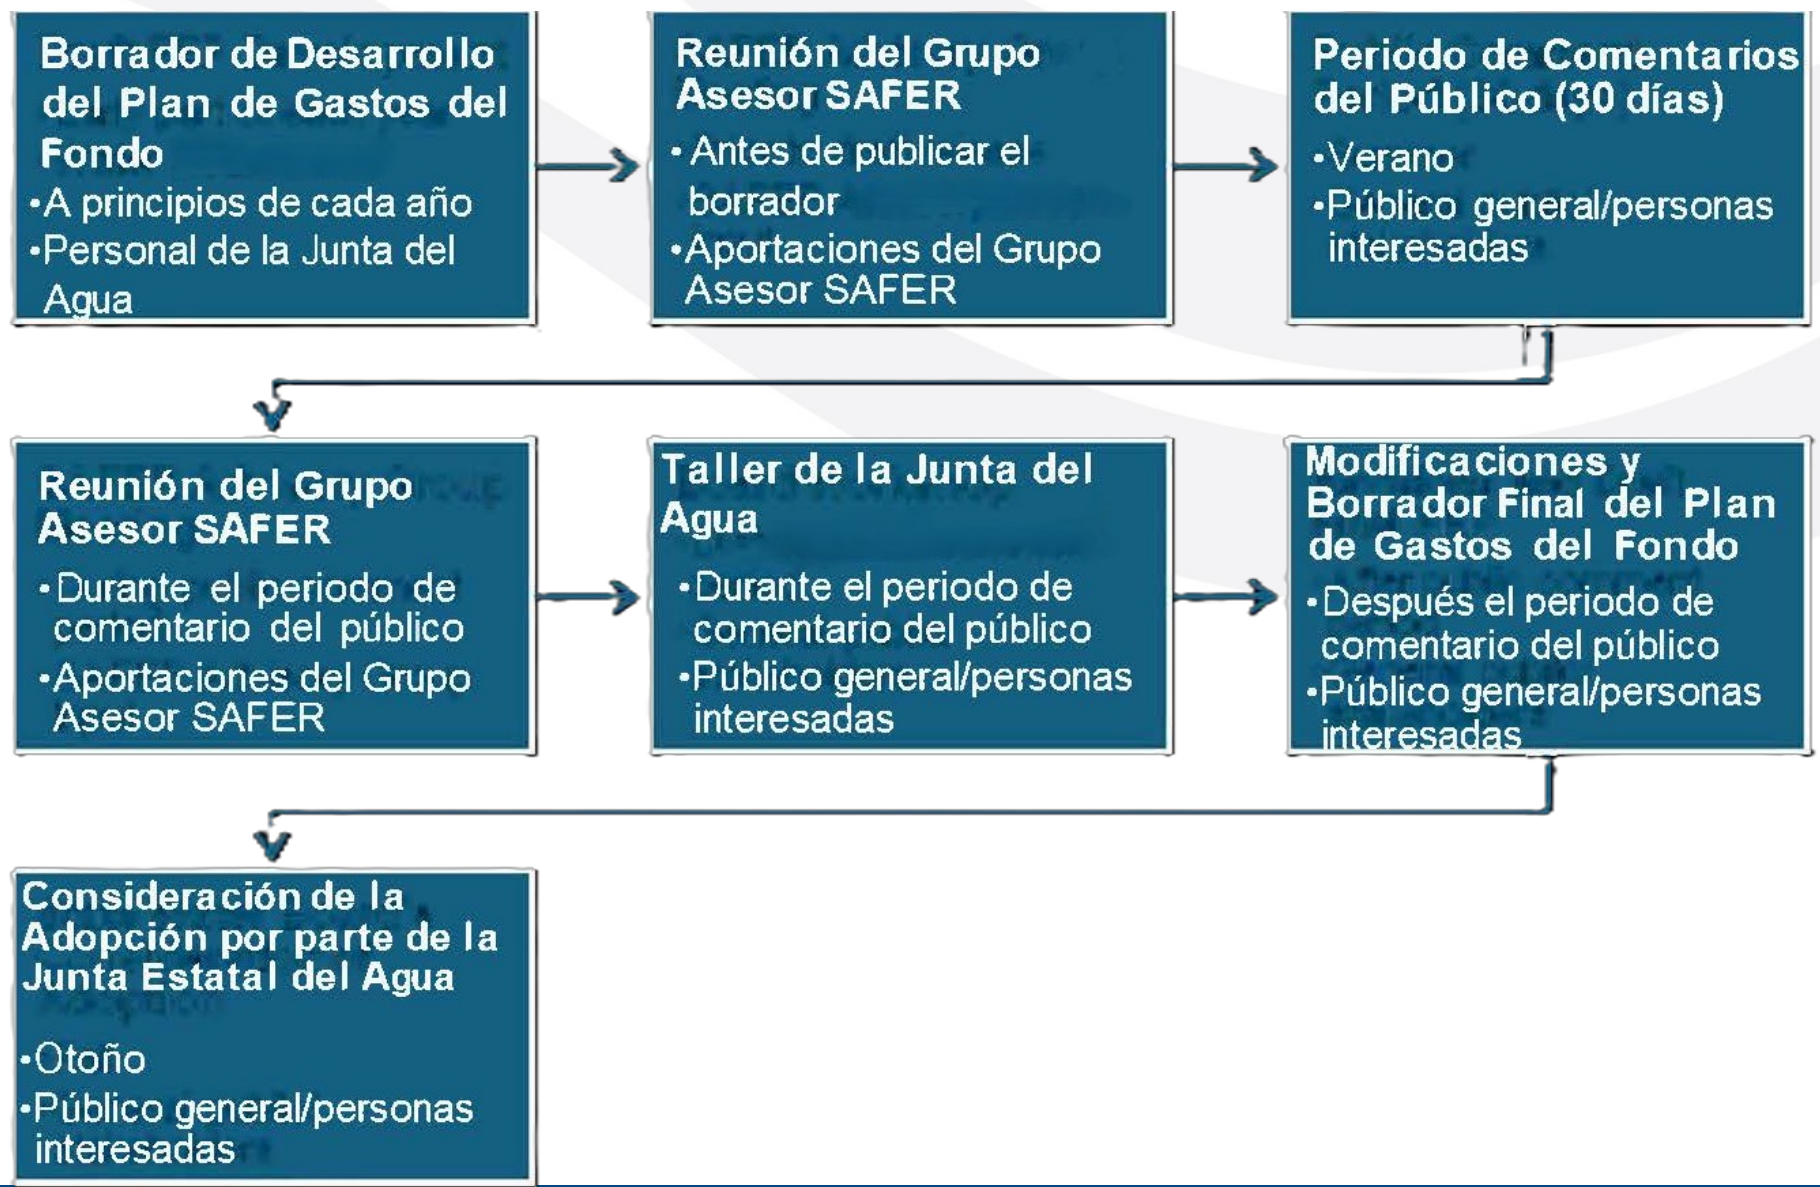 Borrador de Desarrollo
del Plan de Gastos del
Fondo
•A principios de cada año
•Personal de la Junta del
Agua
Reunión del Grupo
Asesor SAFER
•Antes de publicar el
borrador
•Aportaciones del Grupo
Asesor SAFER
Periodo de Comentarios
del Público (30 días)
•Verano
•Público general/personas
interesadas
Reunión del Grupo
Asesor SAFER
•Durante el periodo de
comentario del público
•Aportaciones del Grupo
Asesor SAFER
Taller de la Junta del
Agua
•Durante el periodo de
comentario del público
•Público general/personas
interesadas
Modificaciones y
Borrador Final del Plan
de Gastos del Fondo
•Después el periodo de
comentario del público
•Público general/personas
interesadas
Consideración de la
Adopción por parte de la
Junta Estatal del Agua
•Otoño
•Público general/personas
interesadas